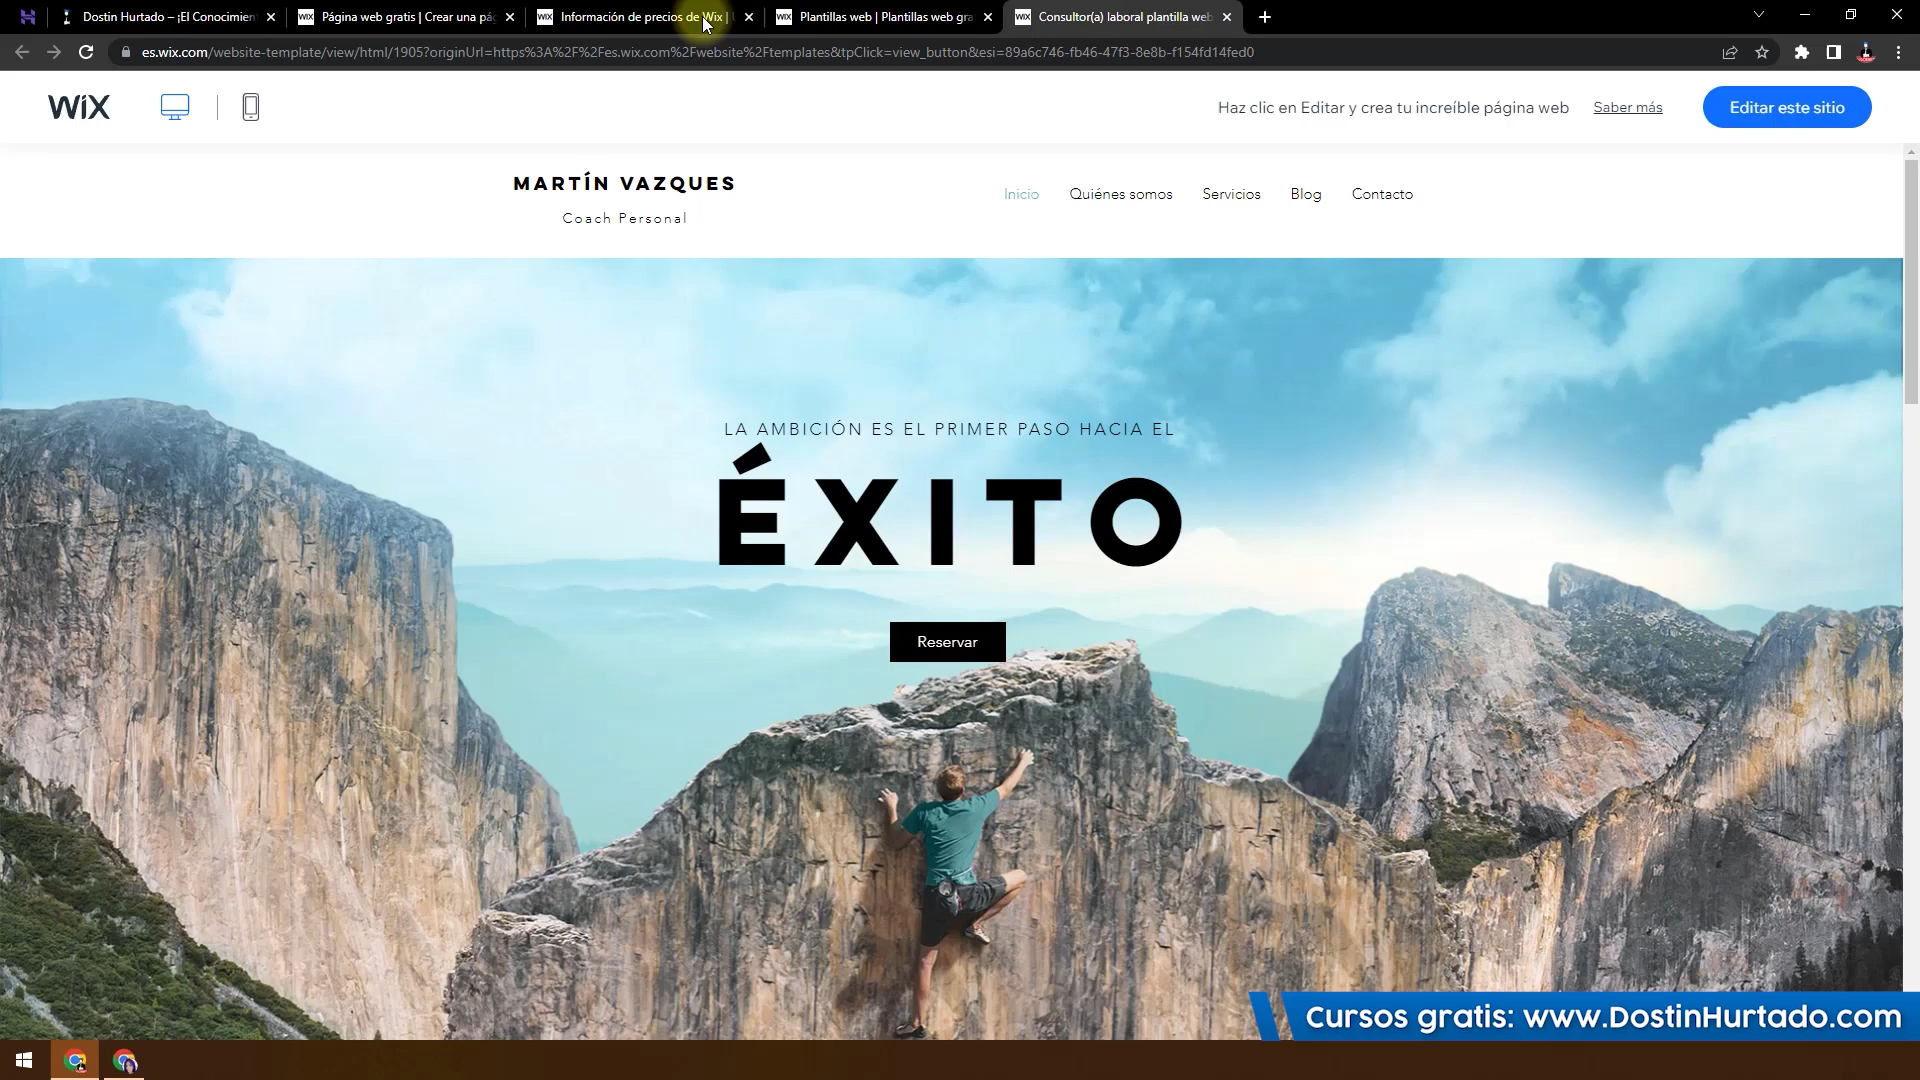 Dostin Hurtado – ¡El Conocimien
Página web gratis | Crear una pág
Información de precios de Wix |
Plantillas web | Plantillas web gra
Consultor(a) laboral plantilla web
es.wix.com/website-template/view/html/1905?originUrl=https%3A%2F%2Fes.wix.com%2Fwebsite%2Ftemplates&tpClick=view_button&esi=89a6c746-fb46-47f3-8e8b-f154fd14fed0
WiX
Haz clic en Editar y crea tu increíble página web
Saber más
Editar este sitio
MARTÍN VAZQUES
Coach Personal
Inicio
Quiénes somos
Servicios
Blog
Contacto
LA AMBICIÓN ES EL PRIMER PASO HACIA EL
ÉXITO
Reservar
Cursos gratis: www.DostinHurtado.com